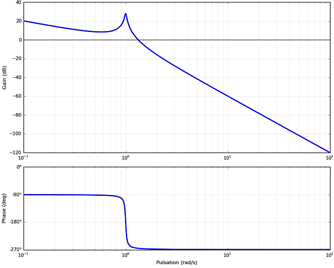 40
20
0
-20
-40
-60
-80
-100
-120
Gain (dB)
10⁻¹ 10⁰ 10¹ 10²
0°
-90°
-180°
-270°
Phase (deg)
10⁻¹ 10⁰ 10¹ 10²
Pulsation (rad/s)